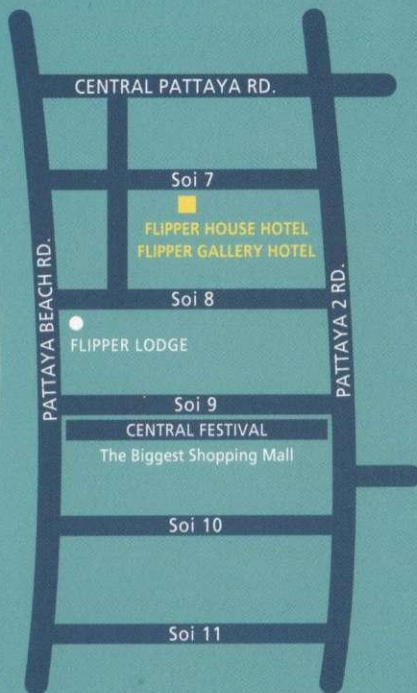 CENTRAL PATTAYA RD.
Soi 7
FLIPPER HOUSE HOTEL
FLIPPER GALLERY HOTEL
PATTAYA BEACH RD.
PATTAYA 2 RD.
Soi 8
FLIPPER LODGE
Soi 9
CENTRAL FESTIVAL
The Biggest Shopping Mall
Soi 10
Soi 11